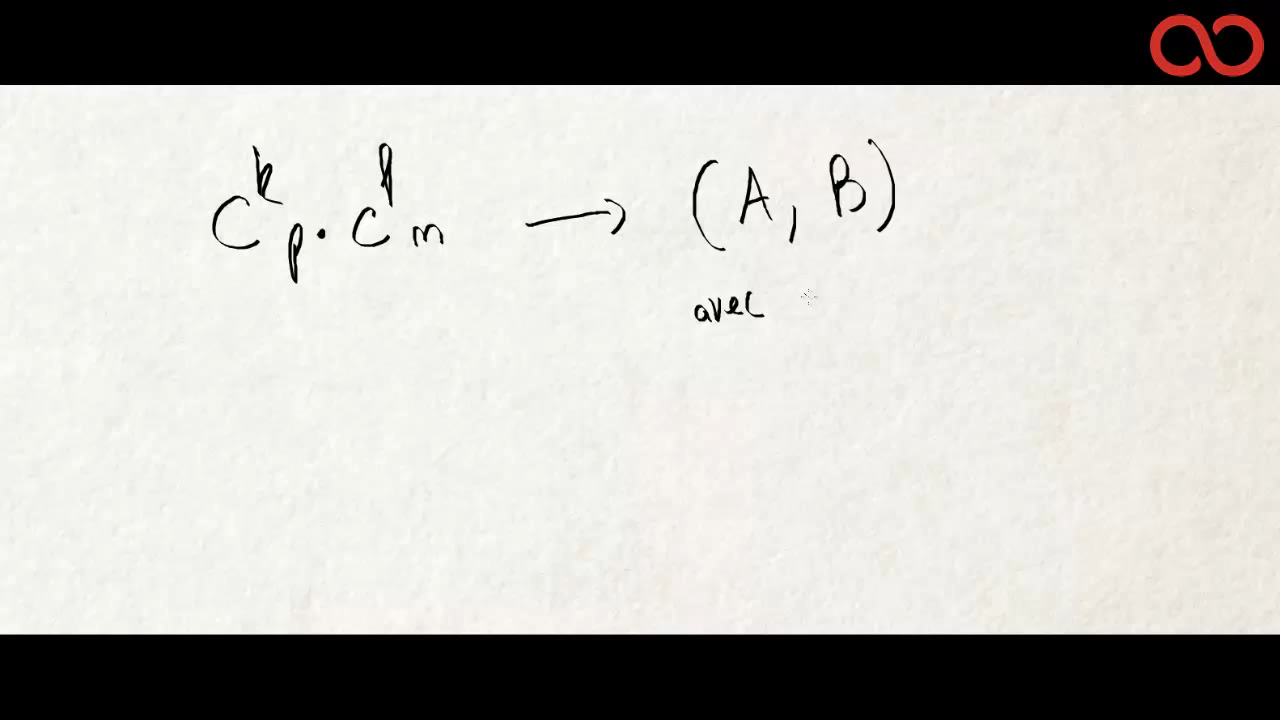 C^k_p · C^l_m → (A, B)
avec